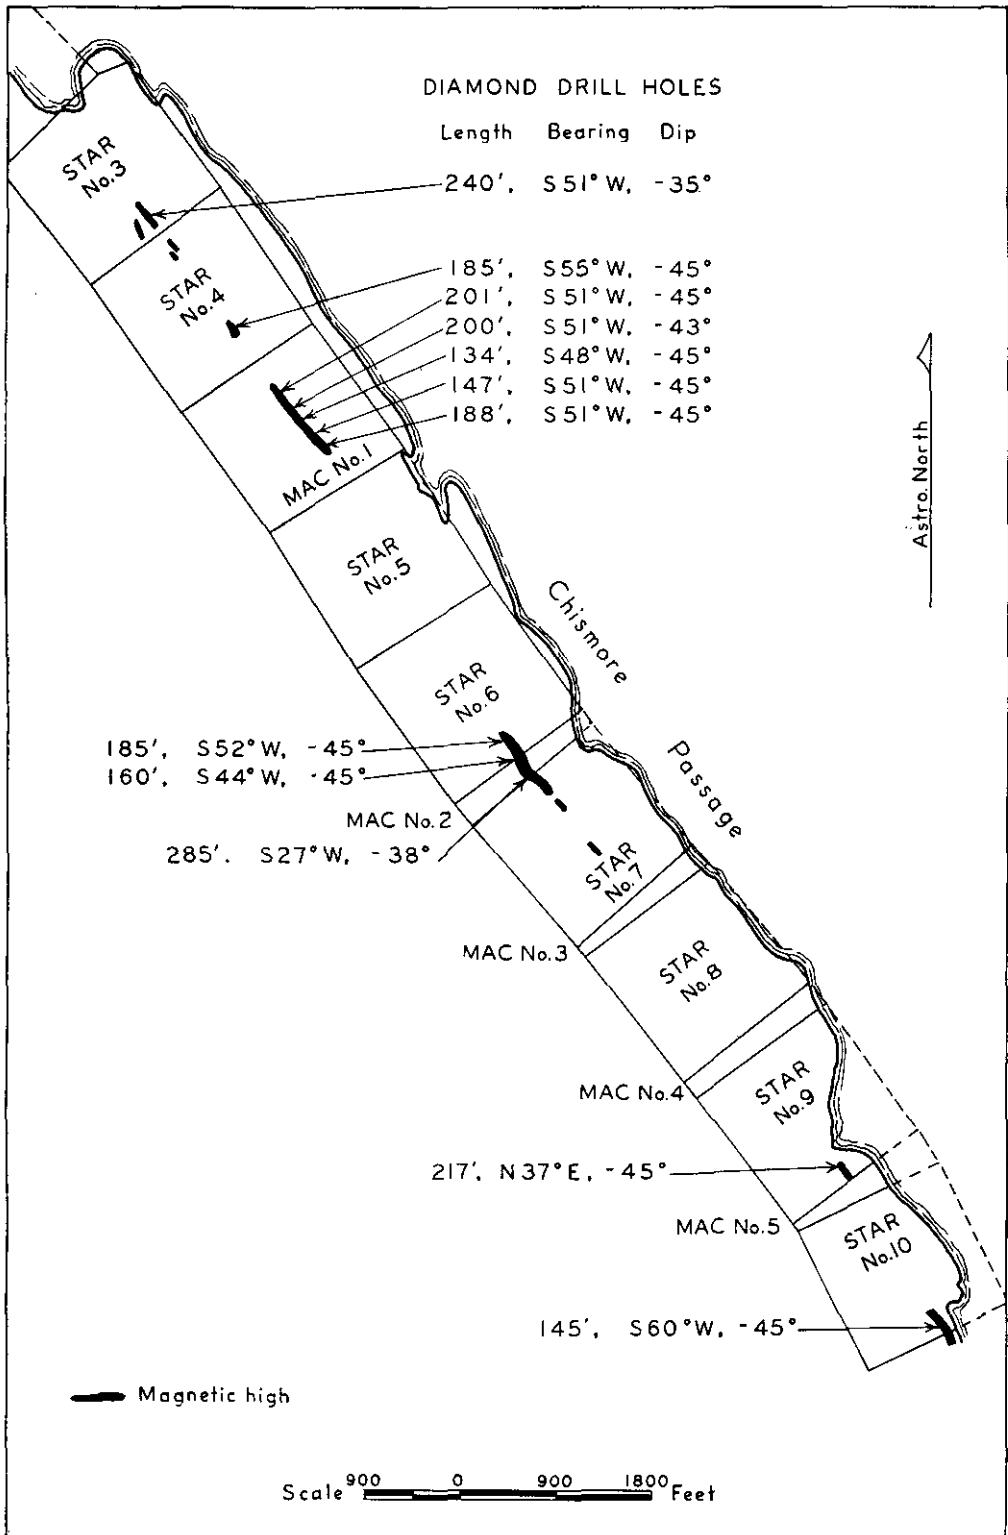 DIAMOND DRILL HOLES
Length Bearing Dip
STAR
No.3
240', S51°W, -35°
STAR
No.4
185', S55°W, -45°
201', S51°W, -45°
200', S51°W, -43°
134', S48°W, -45°
147', S51°W, -45°
188', S51°W, -45°
MAC No.1
Astro. North
STAR
No.5
Chismore
Passage
STAR
No.6
185', S52°W, -45°
160', S44°W, -45°
MAC No.2
285'. S27°W, -38°
STAR
No.7
MAC No.3
STAR
No.8
MAC No.4
STAR
No.9
217', N37°E, -45°
MAC No.5
STAR
No.10
145', S60°W, -45°
Magnetic high
Scale 900 0 900 1800 Feet